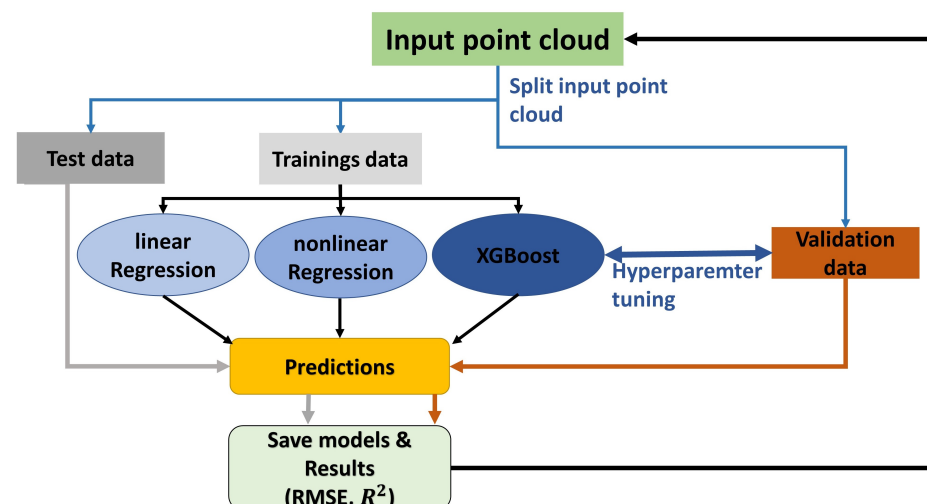 Input point cloud
Split input point
cloud
Test data
Trainings data
linear
Regression
nonlinear
Regression
XGBoost
Validation
data
Hyperparemter
tuning
Predictions
Save models &
Results
(RMSE, R²)